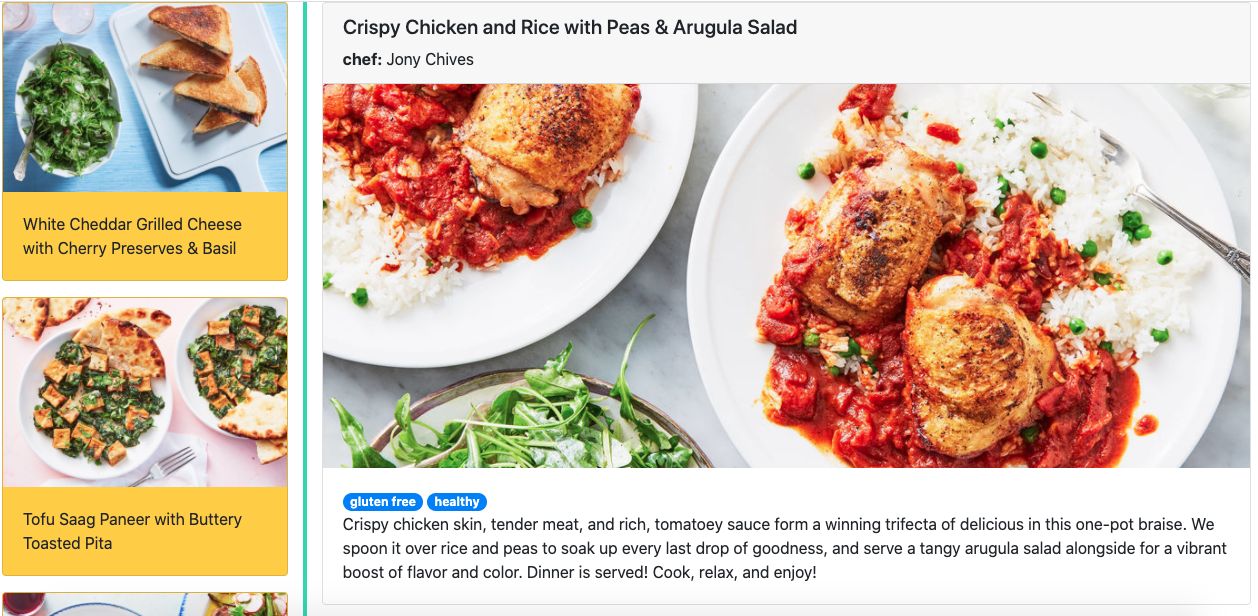 White Cheddar Grilled Cheese
with Cherry Preserves & Basil
Tofu Saag Paneer with Buttery
Toasted Pita
Crispy Chicken and Rice with Peas & Arugula Salad
chef: Jony Chives
gluten free healthy
Crispy chicken skin, tender meat, and rich, tomatoey sauce form a winning trifecta of delicious in this one-pot braise. We
spoon it over rice and peas to soak up every last drop of goodness, and serve a tangy arugula salad alongside for a vibrant
boost of flavor and color. Dinner is served! Cook, relax, and enjoy!